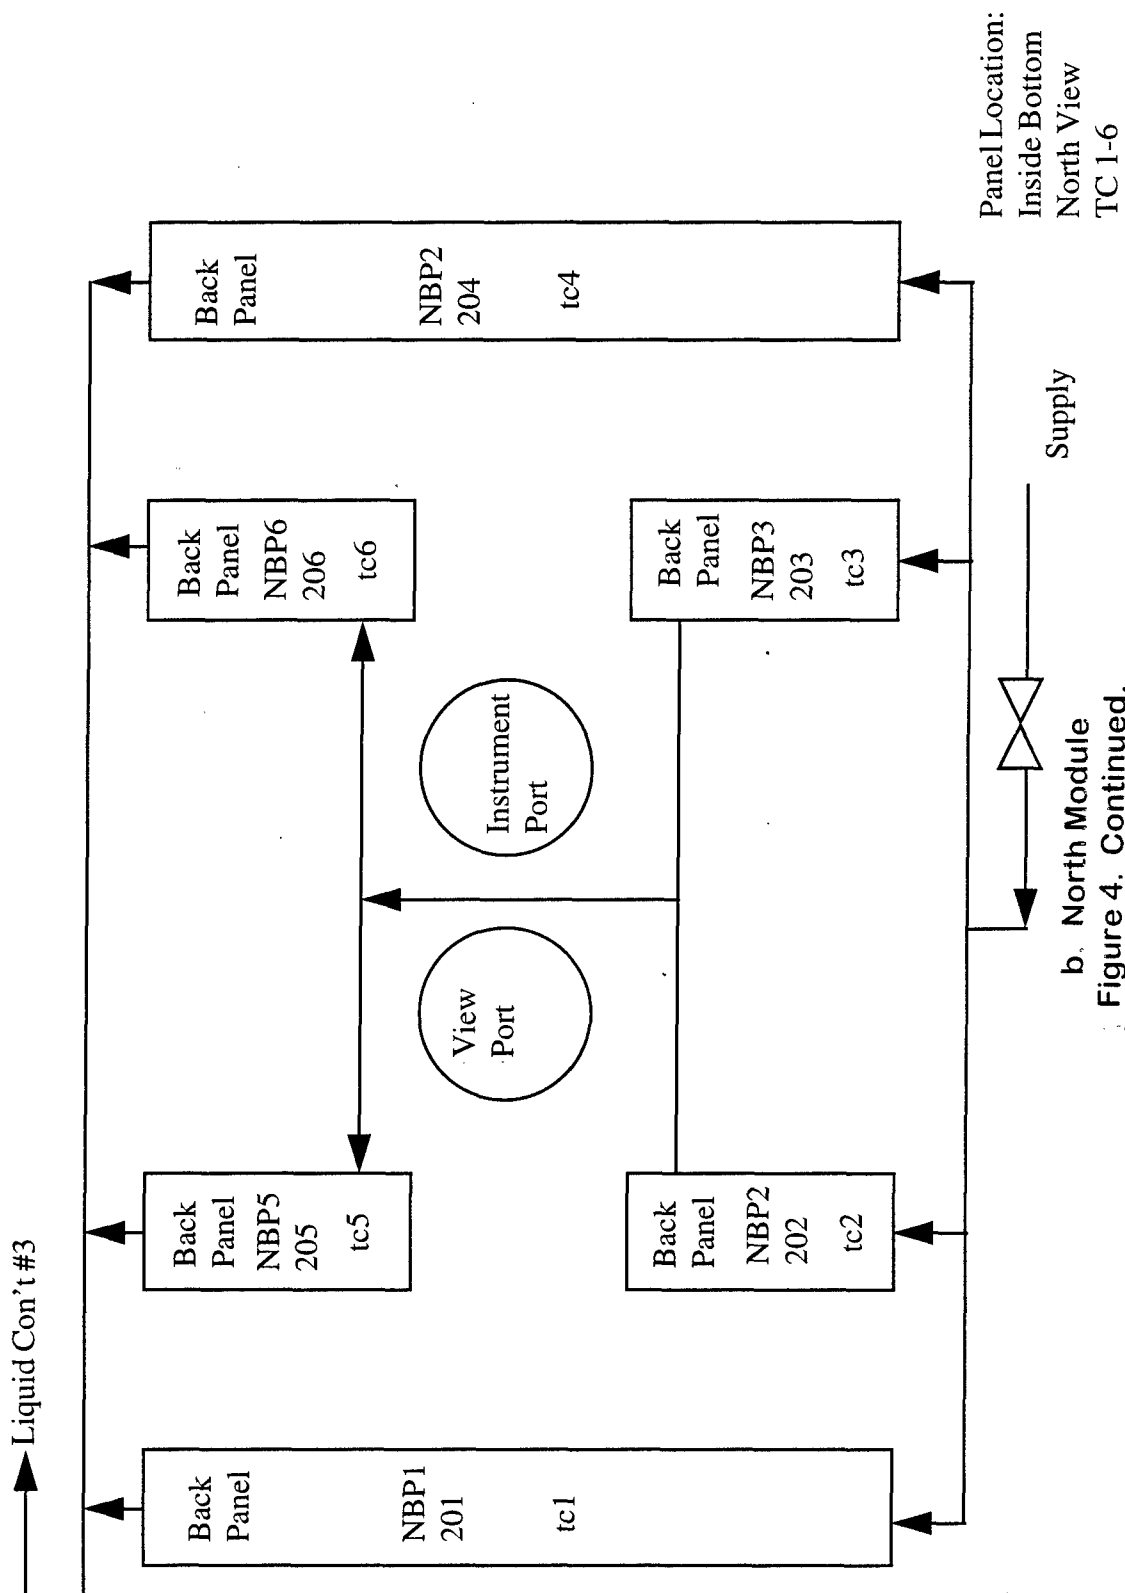 Liquid Con't #3
Back
Panel
NBP1
201
tc1
Back
Panel
NBP5
205
tc5
Back
Panel
NBP2
202
tc2
View
Port
Instrument
Port
Back
Panel
NBP6
206
tc6
Back
Panel
NBP3
203
tc3
Back
Panel
NBP2
204
tc4
Supply
Panel Location:
Inside Bottom
North View
TC 1-6
b. North Module
Figure 4. Continued.